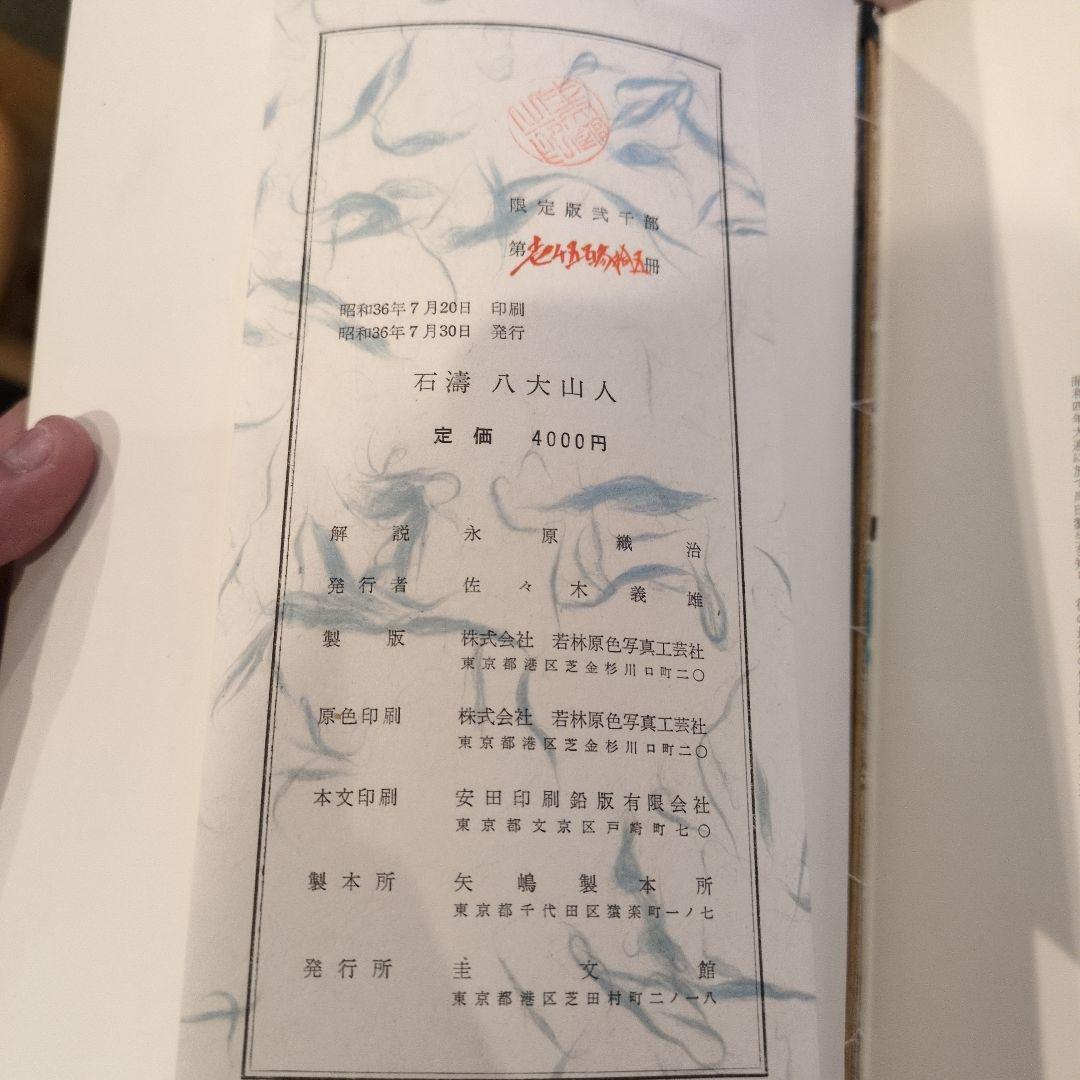 限定版弐千部
第壱千五百参拾五冊
昭和36年7月20日 印刷
昭和36年7月30日 発行
石濤 八大山人
定価 4000円
解説 永原織治
発行者 佐々木義雄
製版 株式会社 若林原色写真工芸社
東京都港区芝金杉川口町二〇
原色印刷 株式会社 若林原色写真工芸社
東京都港区芝金杉川口町二〇
本文印刷 安田印刷鉛版有限会社
東京都文京区戸崎町七〇
製本所 矢嶋製本所
東京都千代田区猿楽町一ノ七
発行所 圭文館
東京都港区芝田村町二ノ一八